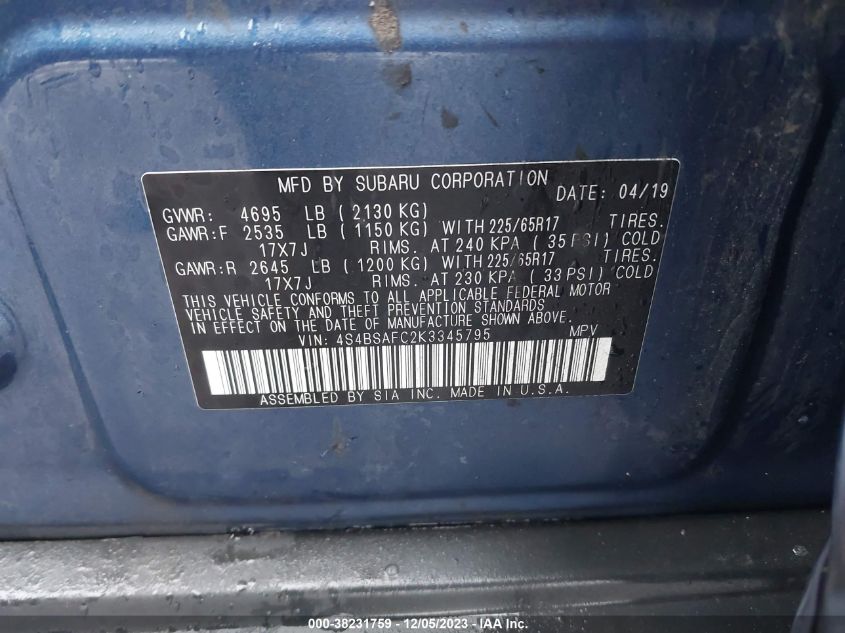 MFD BY SUBARU CORPORATION DATE: 04/19
GVWR: 4695 LB (2130 KG)
GAWR:F 2535 LB (1150 KG) WITH 225/65R17 TIRES.
17X7J RIMS. AT 240 KPA (35 PSI) COLD
GAWR:R 2645 LB (1200 KG) WITH 225/65R17 TIRES.
17X7J RIMS. AT 230 KPA (33 PSI) COLD
THIS VEHICLE CONFORMS TO ALL APPLICABLE FEDERAL MOTOR
VEHICLE SAFETY AND THEFT PREVENTION STANDARDS
IN EFFECT ON THE DATE OF MANUFACTURE SHOWN ABOVE.
VIN: 4S4BSAFC2K3345795 MPV
ASSEMBLED BY SIA INC. MADE IN U.S.A.
000-38231759 — 12/05/2023 — © IAA Inc.